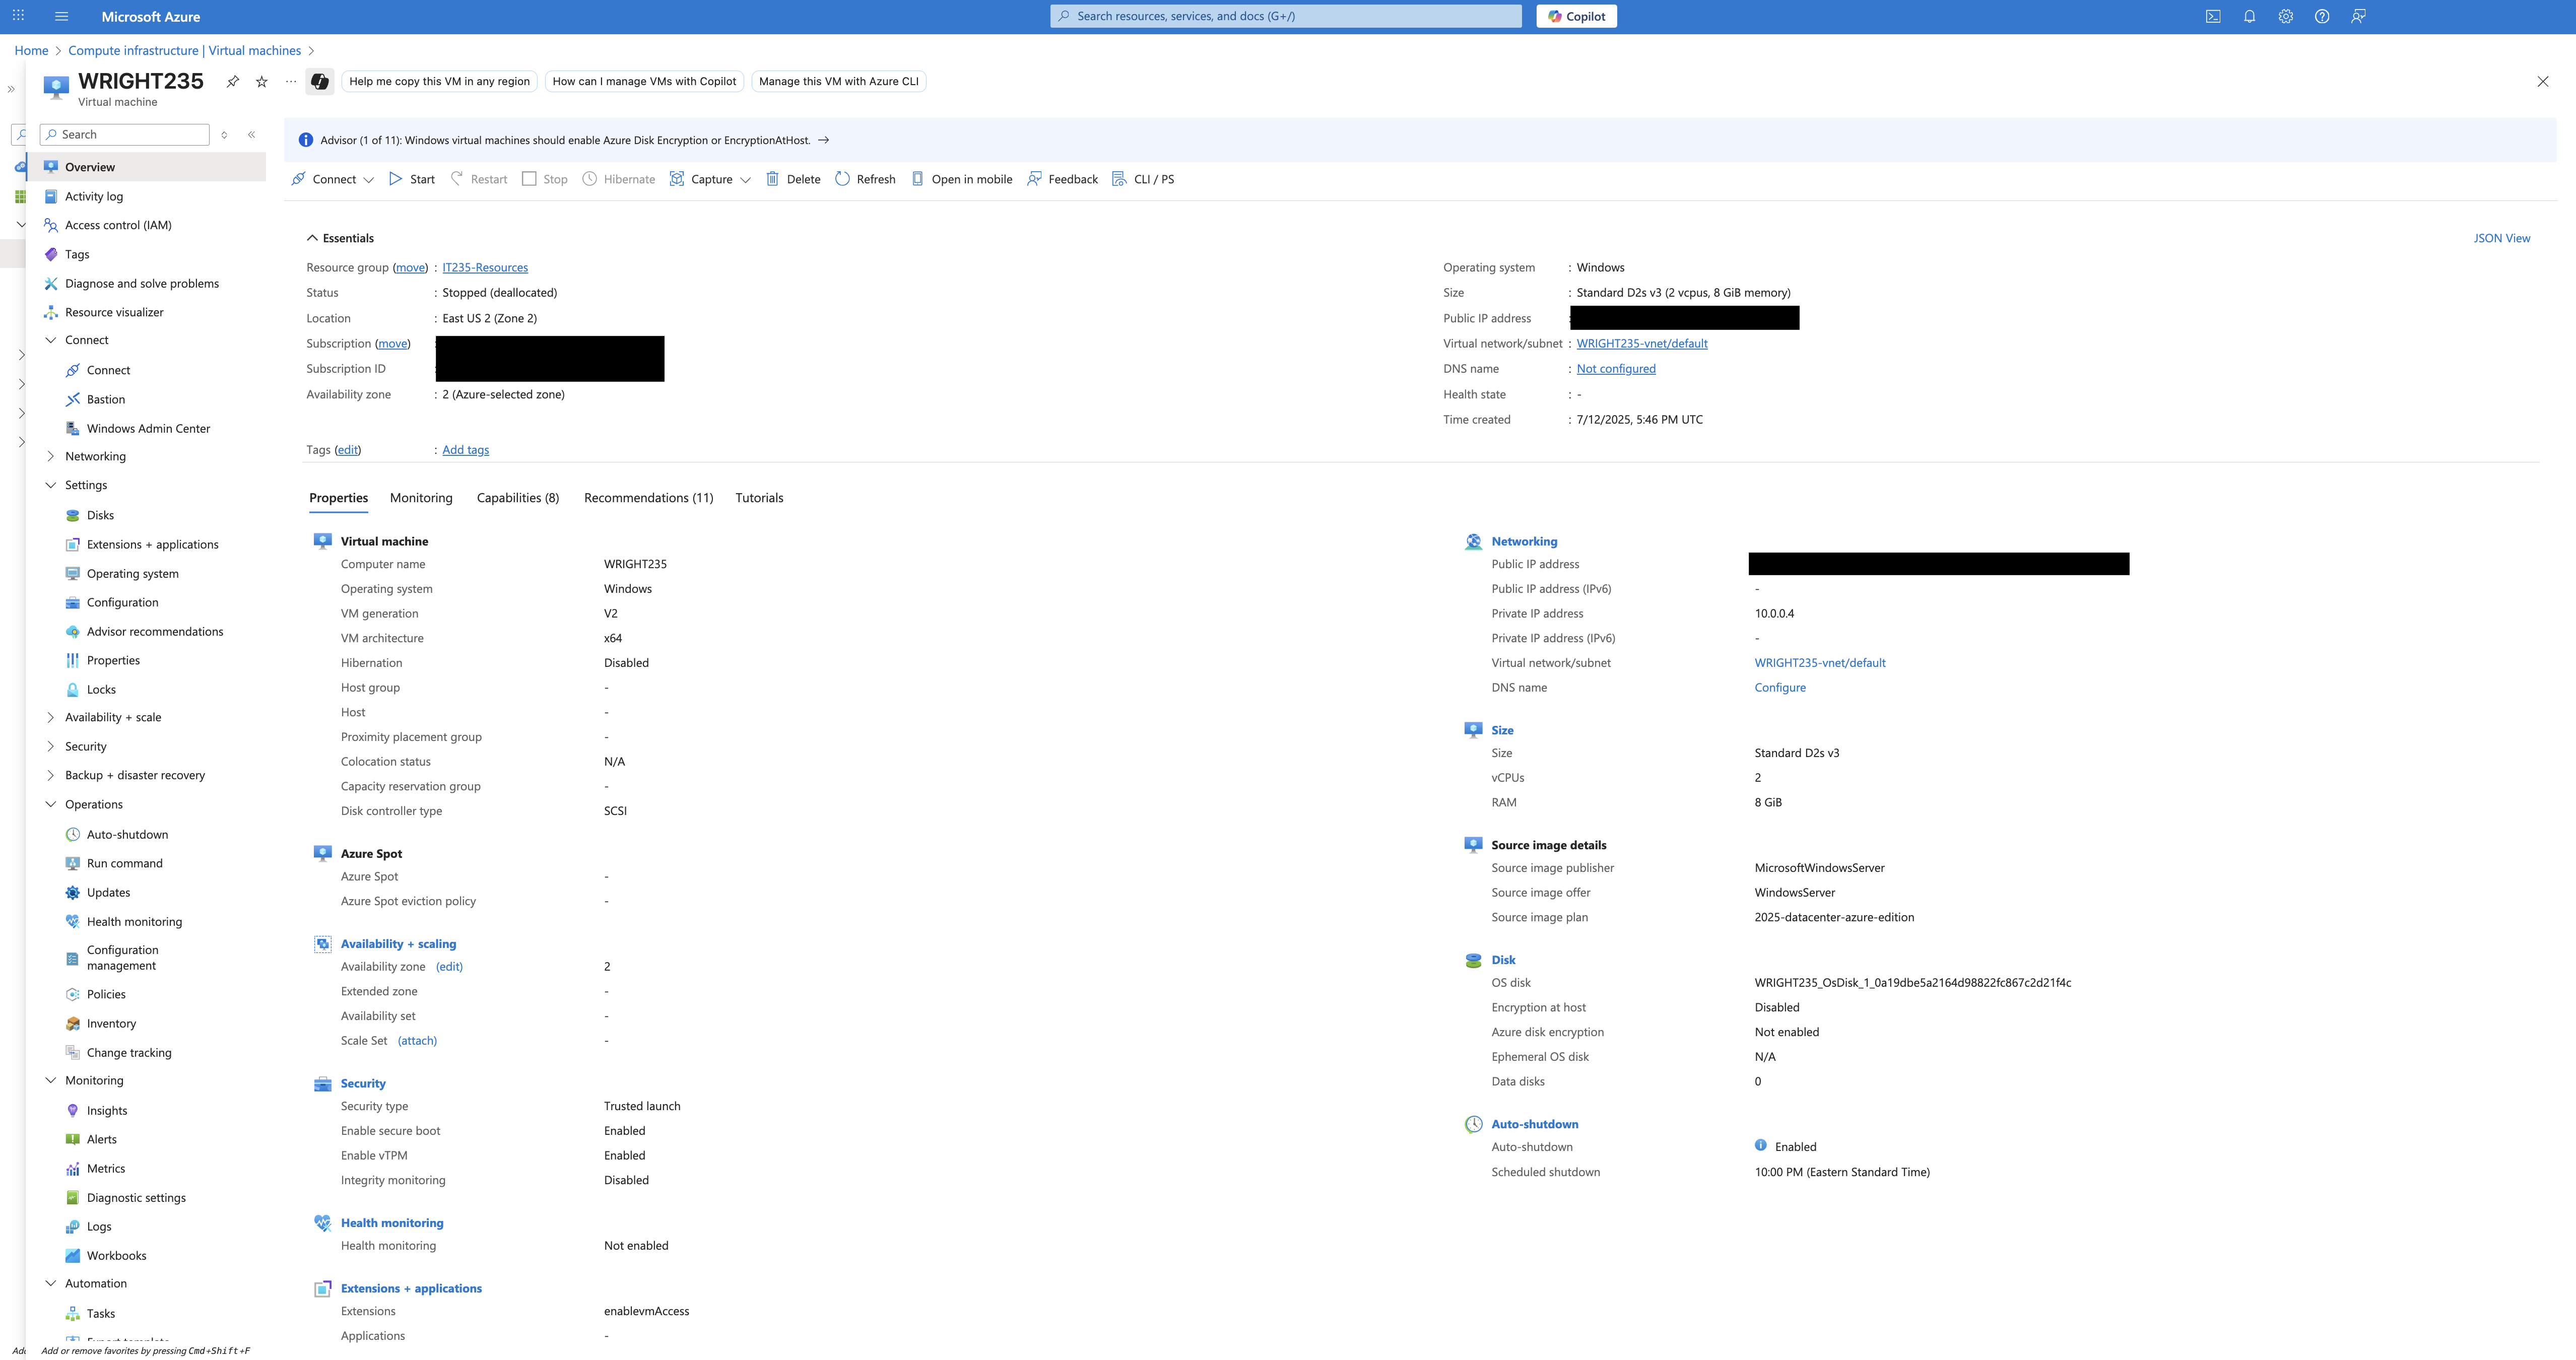 Microsoft Azure
Search resources, services, and docs (G+/)
Copilot
Home > Compute infrastructure | Virtual machines >
WRIGHT235
Virtual machine
Help me copy this VM in any region
How can I manage VMs with Copilot
Manage this VM with Azure CLI
Search
Overview
Activity log
Access control (IAM)
Tags
Diagnose and solve problems
Resource visualizer
Connect
Connect
Bastion
Windows Admin Center
Networking
Settings
Disks
Extensions + applications
Operating system
Configuration
Advisor recommendations
Properties
Locks
Availability + scale
Security
Backup + disaster recovery
Operations
Auto-shutdown
Run command
Updates
Health monitoring
Configuration
management
Policies
Inventory
Change tracking
Monitoring
Insights
Alerts
Metrics
Diagnostic settings
Logs
Workbooks
Automation
Tasks
Add or remove favorites by pressing Cmd+Shift+F
Advisor (1 of 11): Windows virtual machines should enable Azure Disk Encryption or EncryptionAtHost. →
Connect
Start
Restart
Stop
Hibernate
Capture
Delete
Refresh
Open in mobile
Feedback
CLI / PS
Essentials
JSON View
Resource group (move) : IT235-Resources
Status : Stopped (deallocated)
Location : East US 2 (Zone 2)
Subscription (move)
Subscription ID
Availability zone : 2 (Azure-selected zone)
Operating system : Windows
Size : Standard D2s v3 (2 vcpus, 8 GiB memory)
Public IP address
Virtual network/subnet : WRIGHT235-vnet/default
DNS name : Not configured
Health state : -
Time created : 7/12/2025, 5:46 PM UTC
Tags (edit) : Add tags
Properties
Monitoring
Capabilities (8)
Recommendations (11)
Tutorials
Virtual machine
Computer name WRIGHT235
Operating system Windows
VM generation V2
VM architecture x64
Hibernation Disabled
Host group -
Host -
Proximity placement group -
Colocation status N/A
Capacity reservation group -
Disk controller type SCSI
Azure Spot
Azure Spot -
Azure Spot eviction policy -
Availability + scaling
Availability zone (edit) 2
Extended zone -
Availability set -
Scale Set (attach) -
Security
Security type Trusted launch
Enable secure boot Enabled
Enable vTPM Enabled
Integrity monitoring Disabled
Health monitoring
Health monitoring Not enabled
Extensions + applications
Extensions enablevmAccess
Applications -
Networking
Public IP address
Public IP address (IPv6) -
Private IP address 10.0.0.4
Private IP address (IPv6) -
Virtual network/subnet WRIGHT235-vnet/default
DNS name Configure
Size
Size Standard D2s v3
vCPUs 2
RAM 8 GiB
Source image details
Source image publisher MicrosoftWindowsServer
Source image offer WindowsServer
Source image plan 2025-datacenter-azure-edition
Disk
OS disk WRIGHT235_OsDisk_1_0a19dbe5a2164d98822fc867c2d21f4c
Encryption at host Disabled
Azure disk encryption Not enabled
Ephemeral OS disk N/A
Data disks 0
Auto-shutdown
Auto-shutdown Enabled
Scheduled shutdown 10:00 PM (Eastern Standard Time)